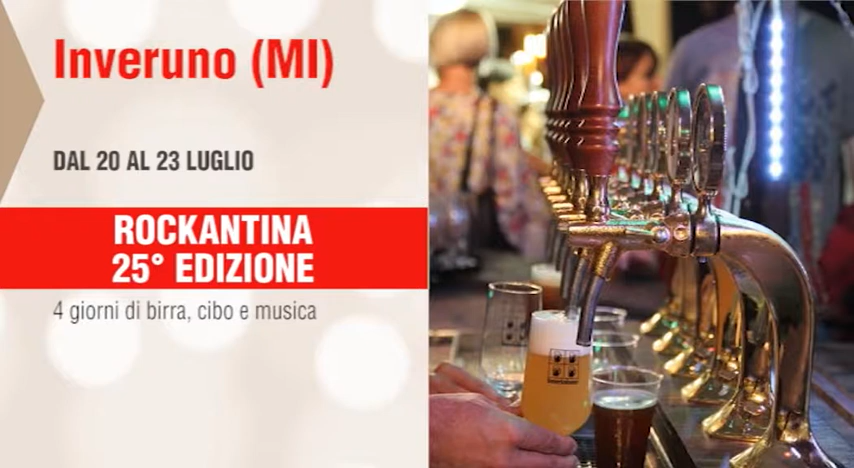 Inveruno (MI)
DAL 20 AL 23 LUGLIO
ROCKANTINA
25° EDIZIONE
4 giorni di birra, cibo e musica